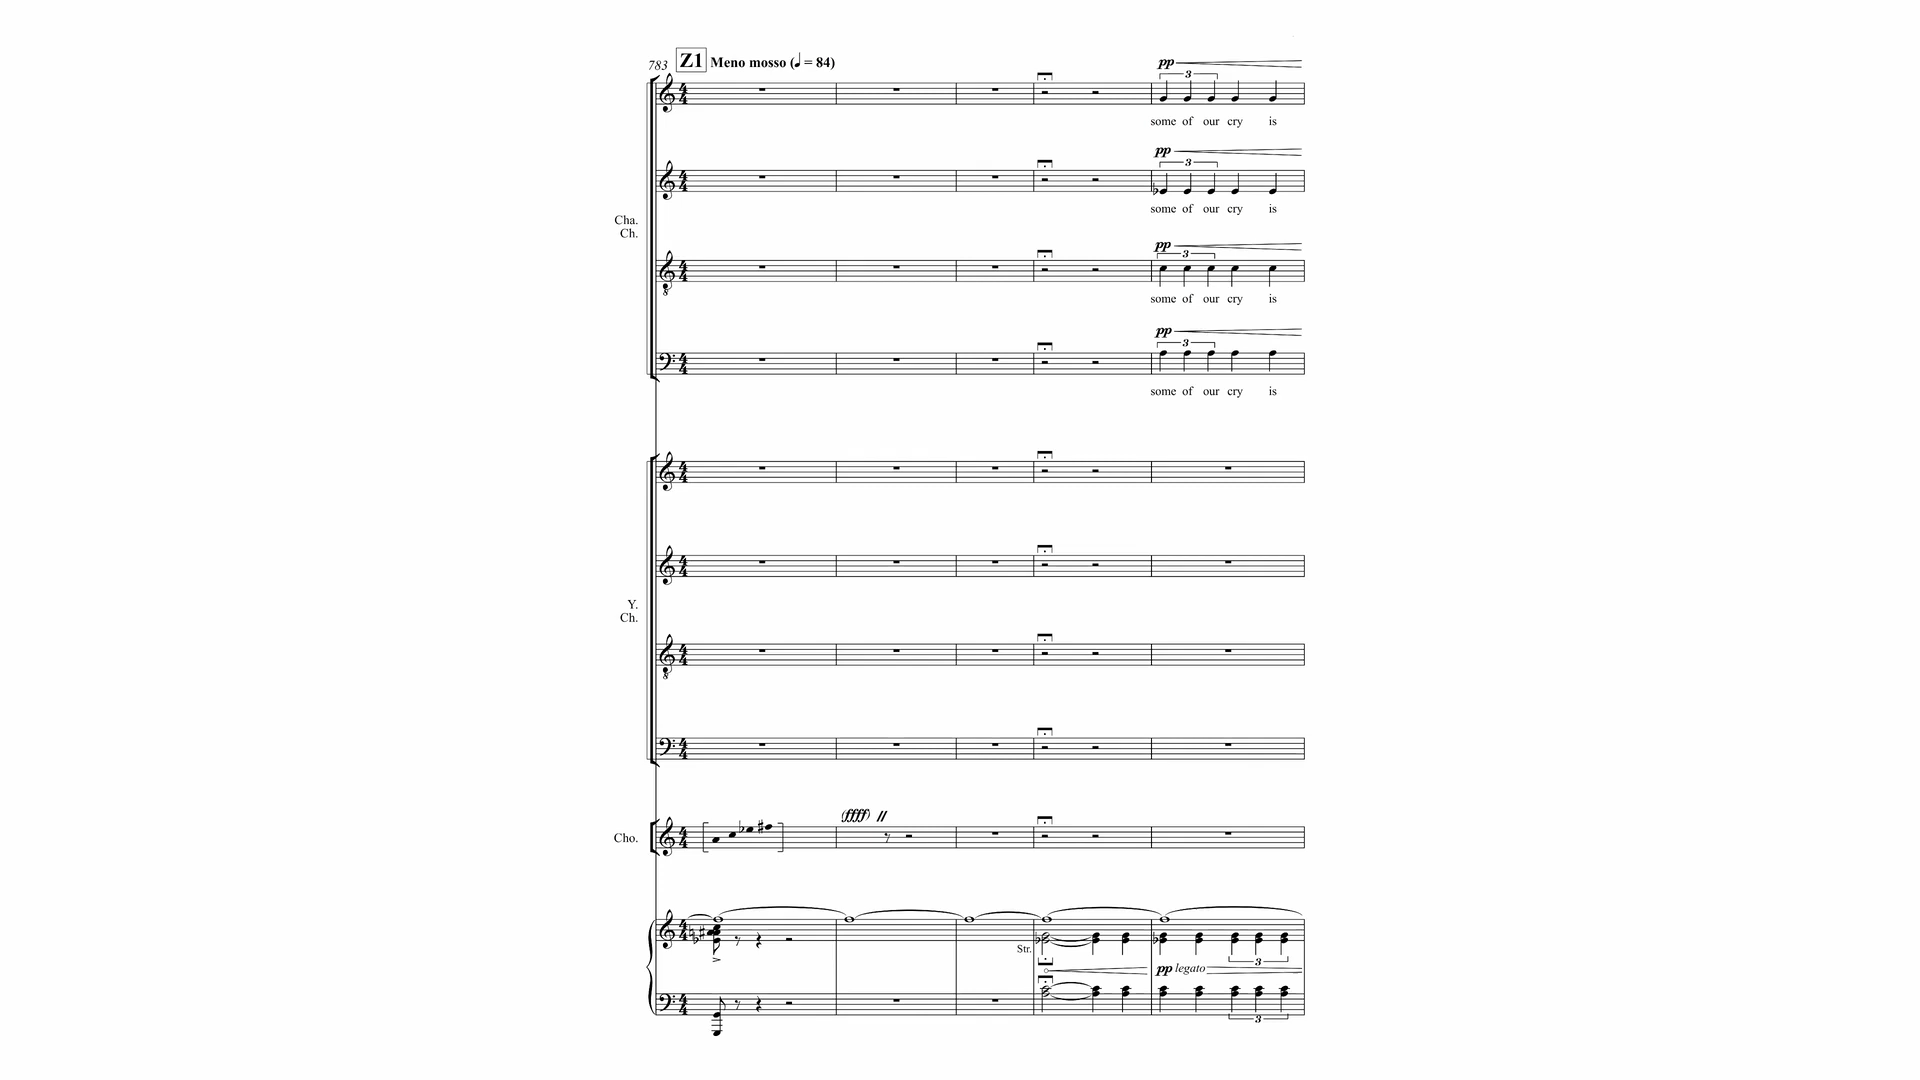 783 Z1 Meno mosso (♩ = 84)
pp
3
some of our cry is
pp
3
some of our cry is
Cha.
Ch.
pp
3
some of our cry is
pp
3
some of our cry is
Y.
Ch.
(fffff) //
Cho.
Str.
3
pp legato
3